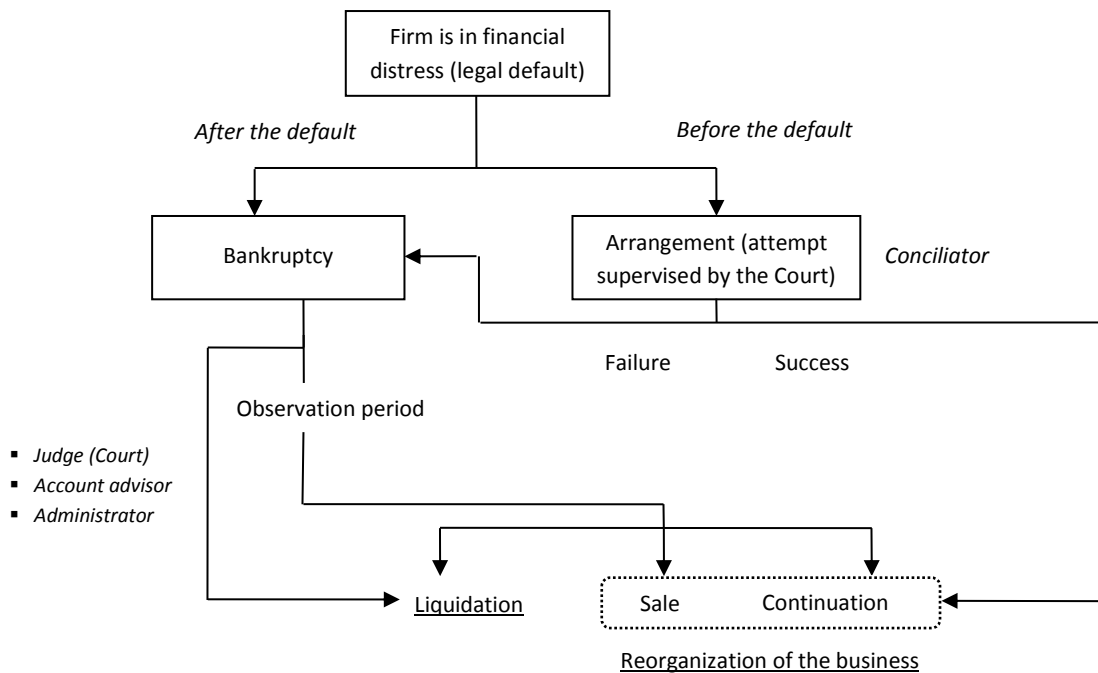 Firm is in financial
distress (legal default)
After the default
Before the default
Bankruptcy
Arrangement (attempt
supervised by the Court)
Conciliator
Failure
Success
Observation period
▪ Judge (Court)
▪ Account advisor
▪ Administrator
Liquidation
Sale
Continuation
Reorganization of the business